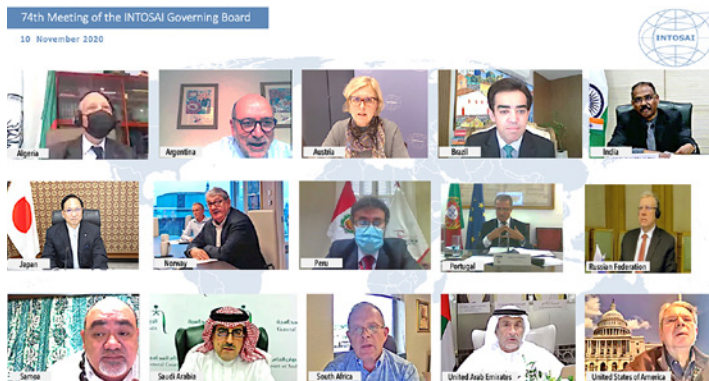 74th Meeting of the INTOSAI Governing Board
10 November 2020
INTOSAI
Algeria
Argentina
Austria
Brazil
India
Japan
Norway
Peru
Portugal
Russian Federation
Samoa
Saudi Arabia
South Africa
United Arab Emirates
United States of America